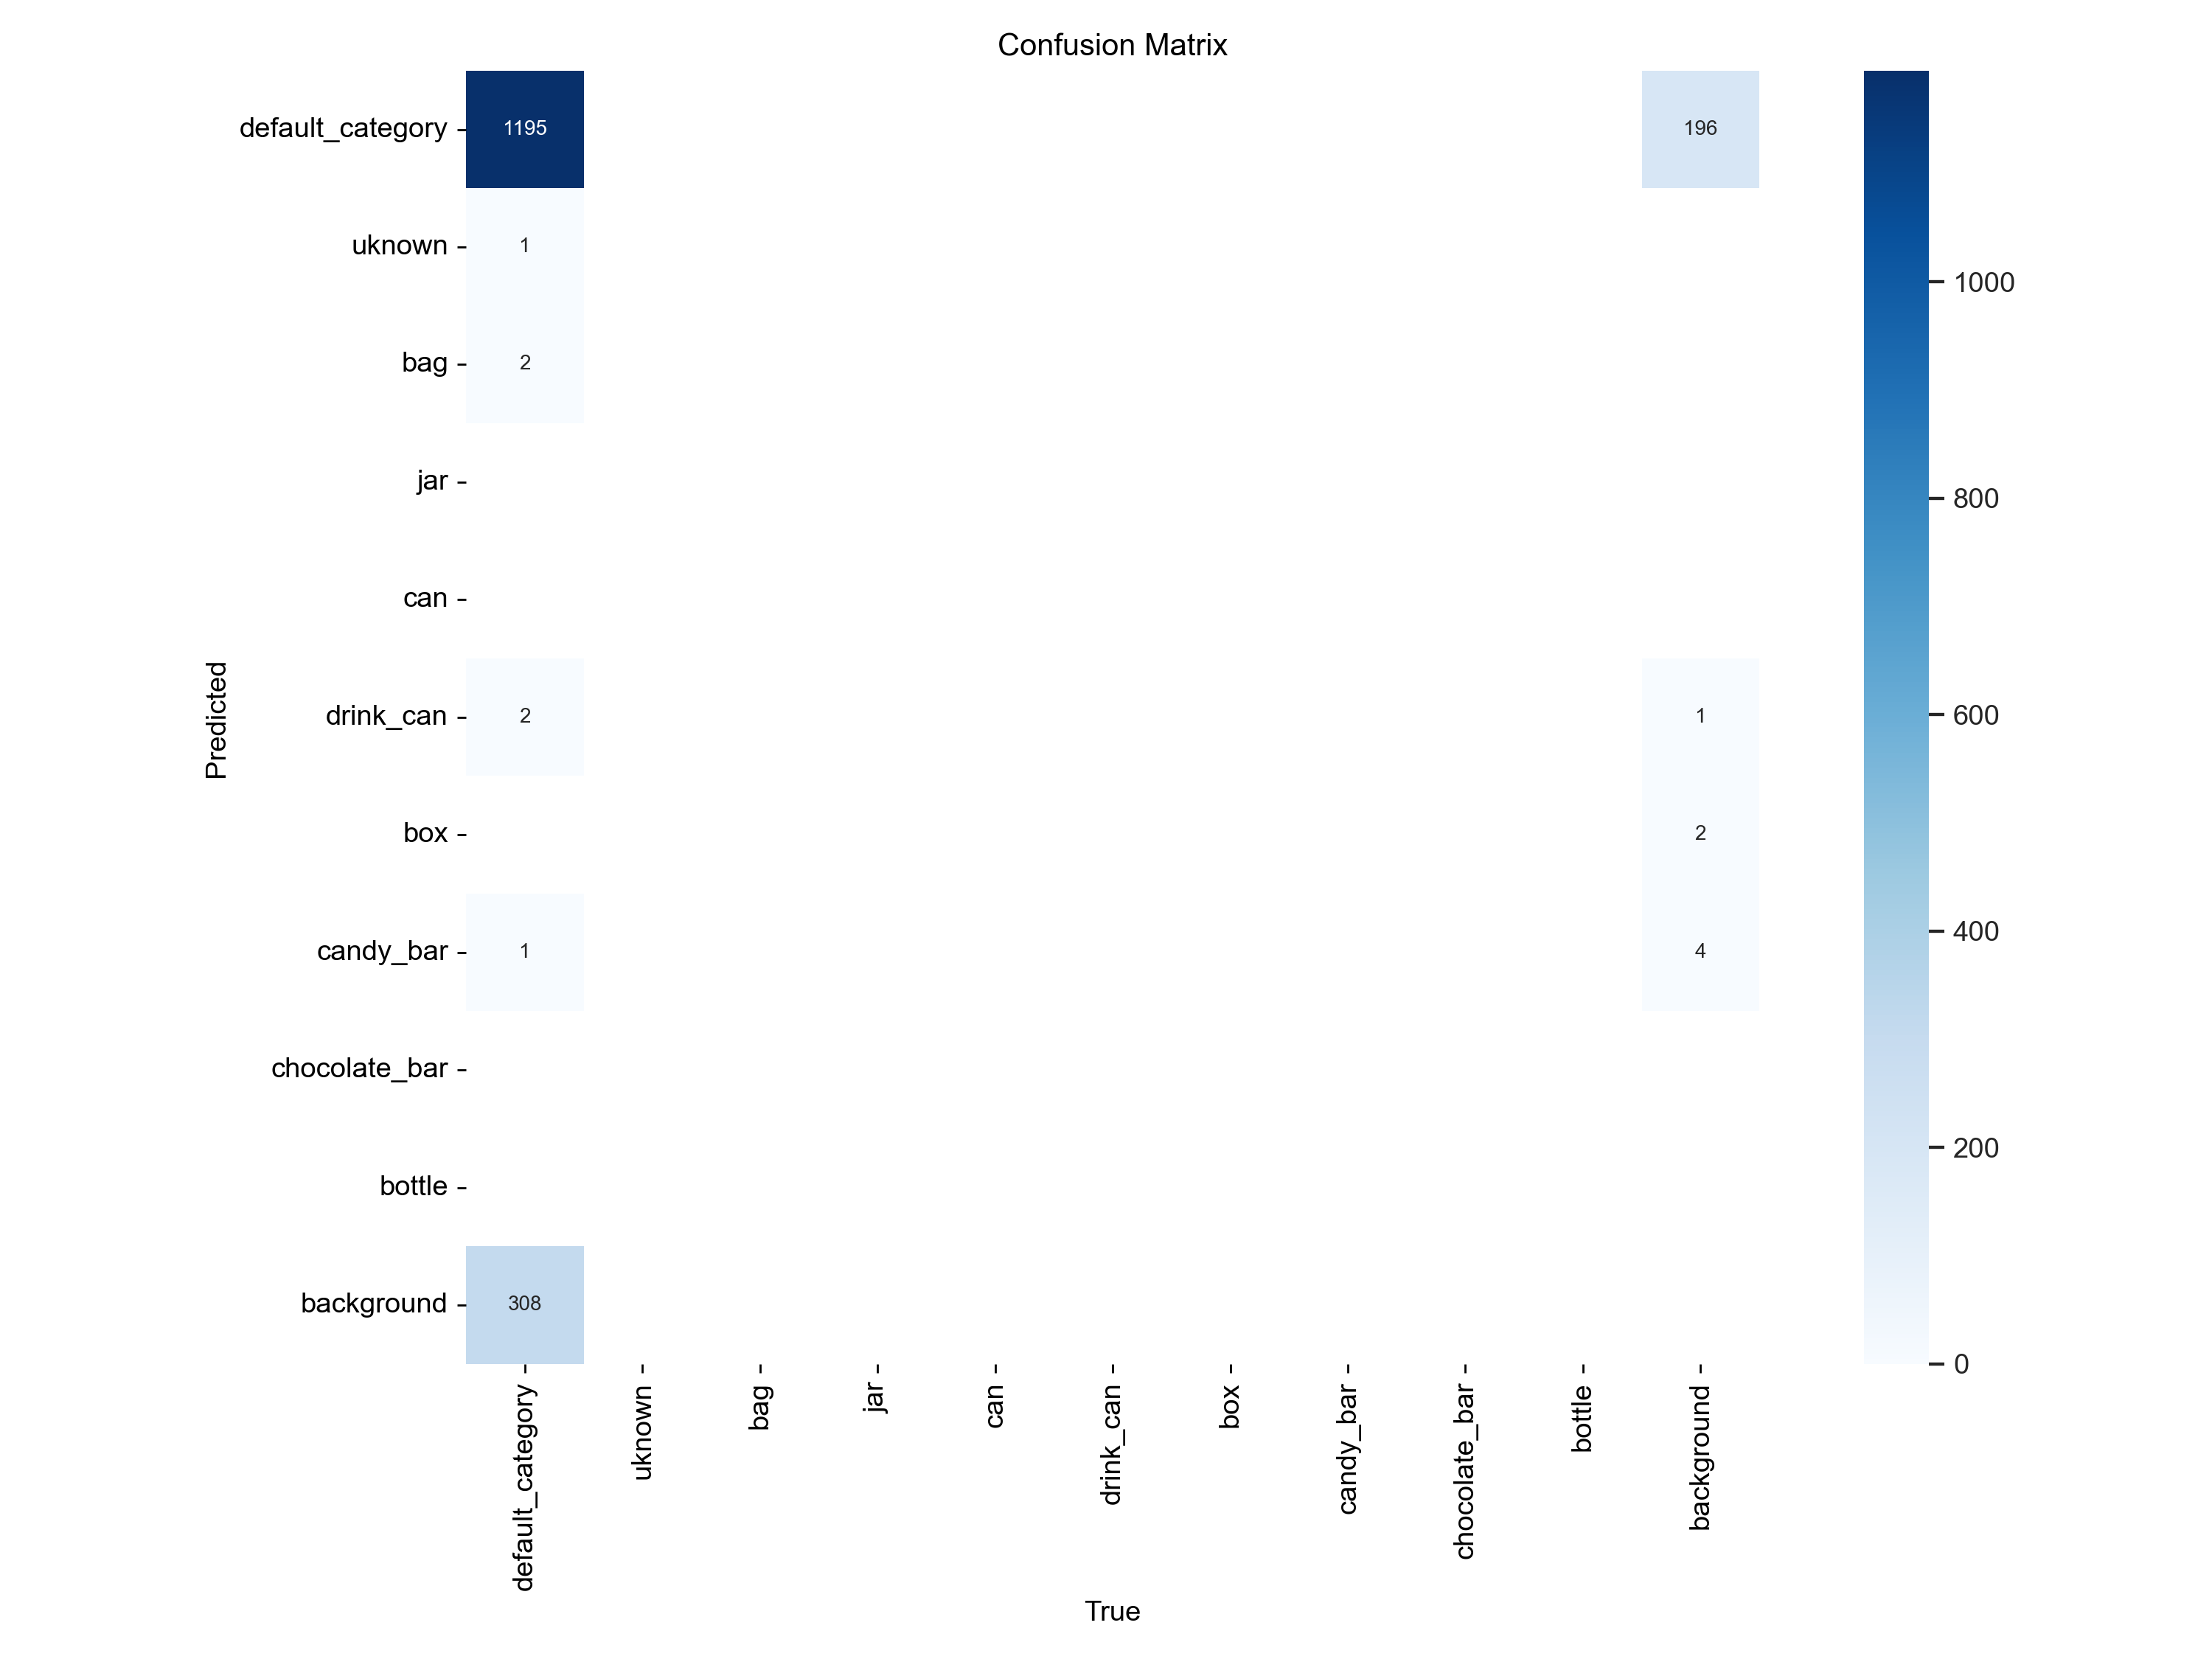 Confusion Matrix
default_category 1195 196
uknown 1
bag 2
jar
can
drink_can 2 1
box 2
candy_bar 1 4
chocolate_bar
bottle
background 308
Predicted
default_category uknown bag jar can drink_can box candy_bar chocolate_bar bottle background
True
1000
800
600
400
200
0